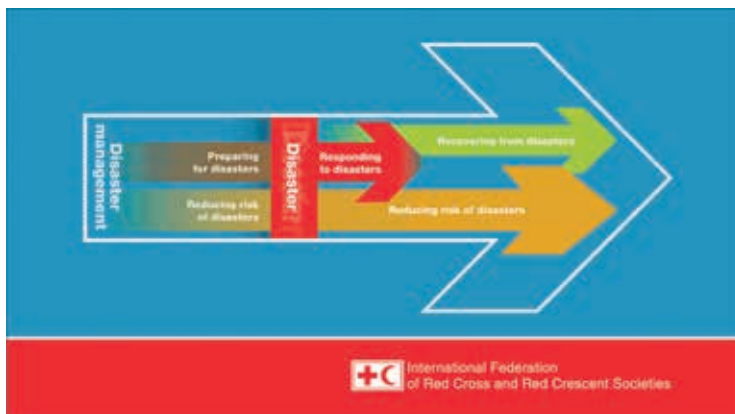 Disaster
management
Preparing
for disasters
Reducing risk
of disasters
Disaster
Responding
to disasters
Recovering from disasters
Reducing risk of disasters
International Federation
of Red Cross and Red Crescent Societies